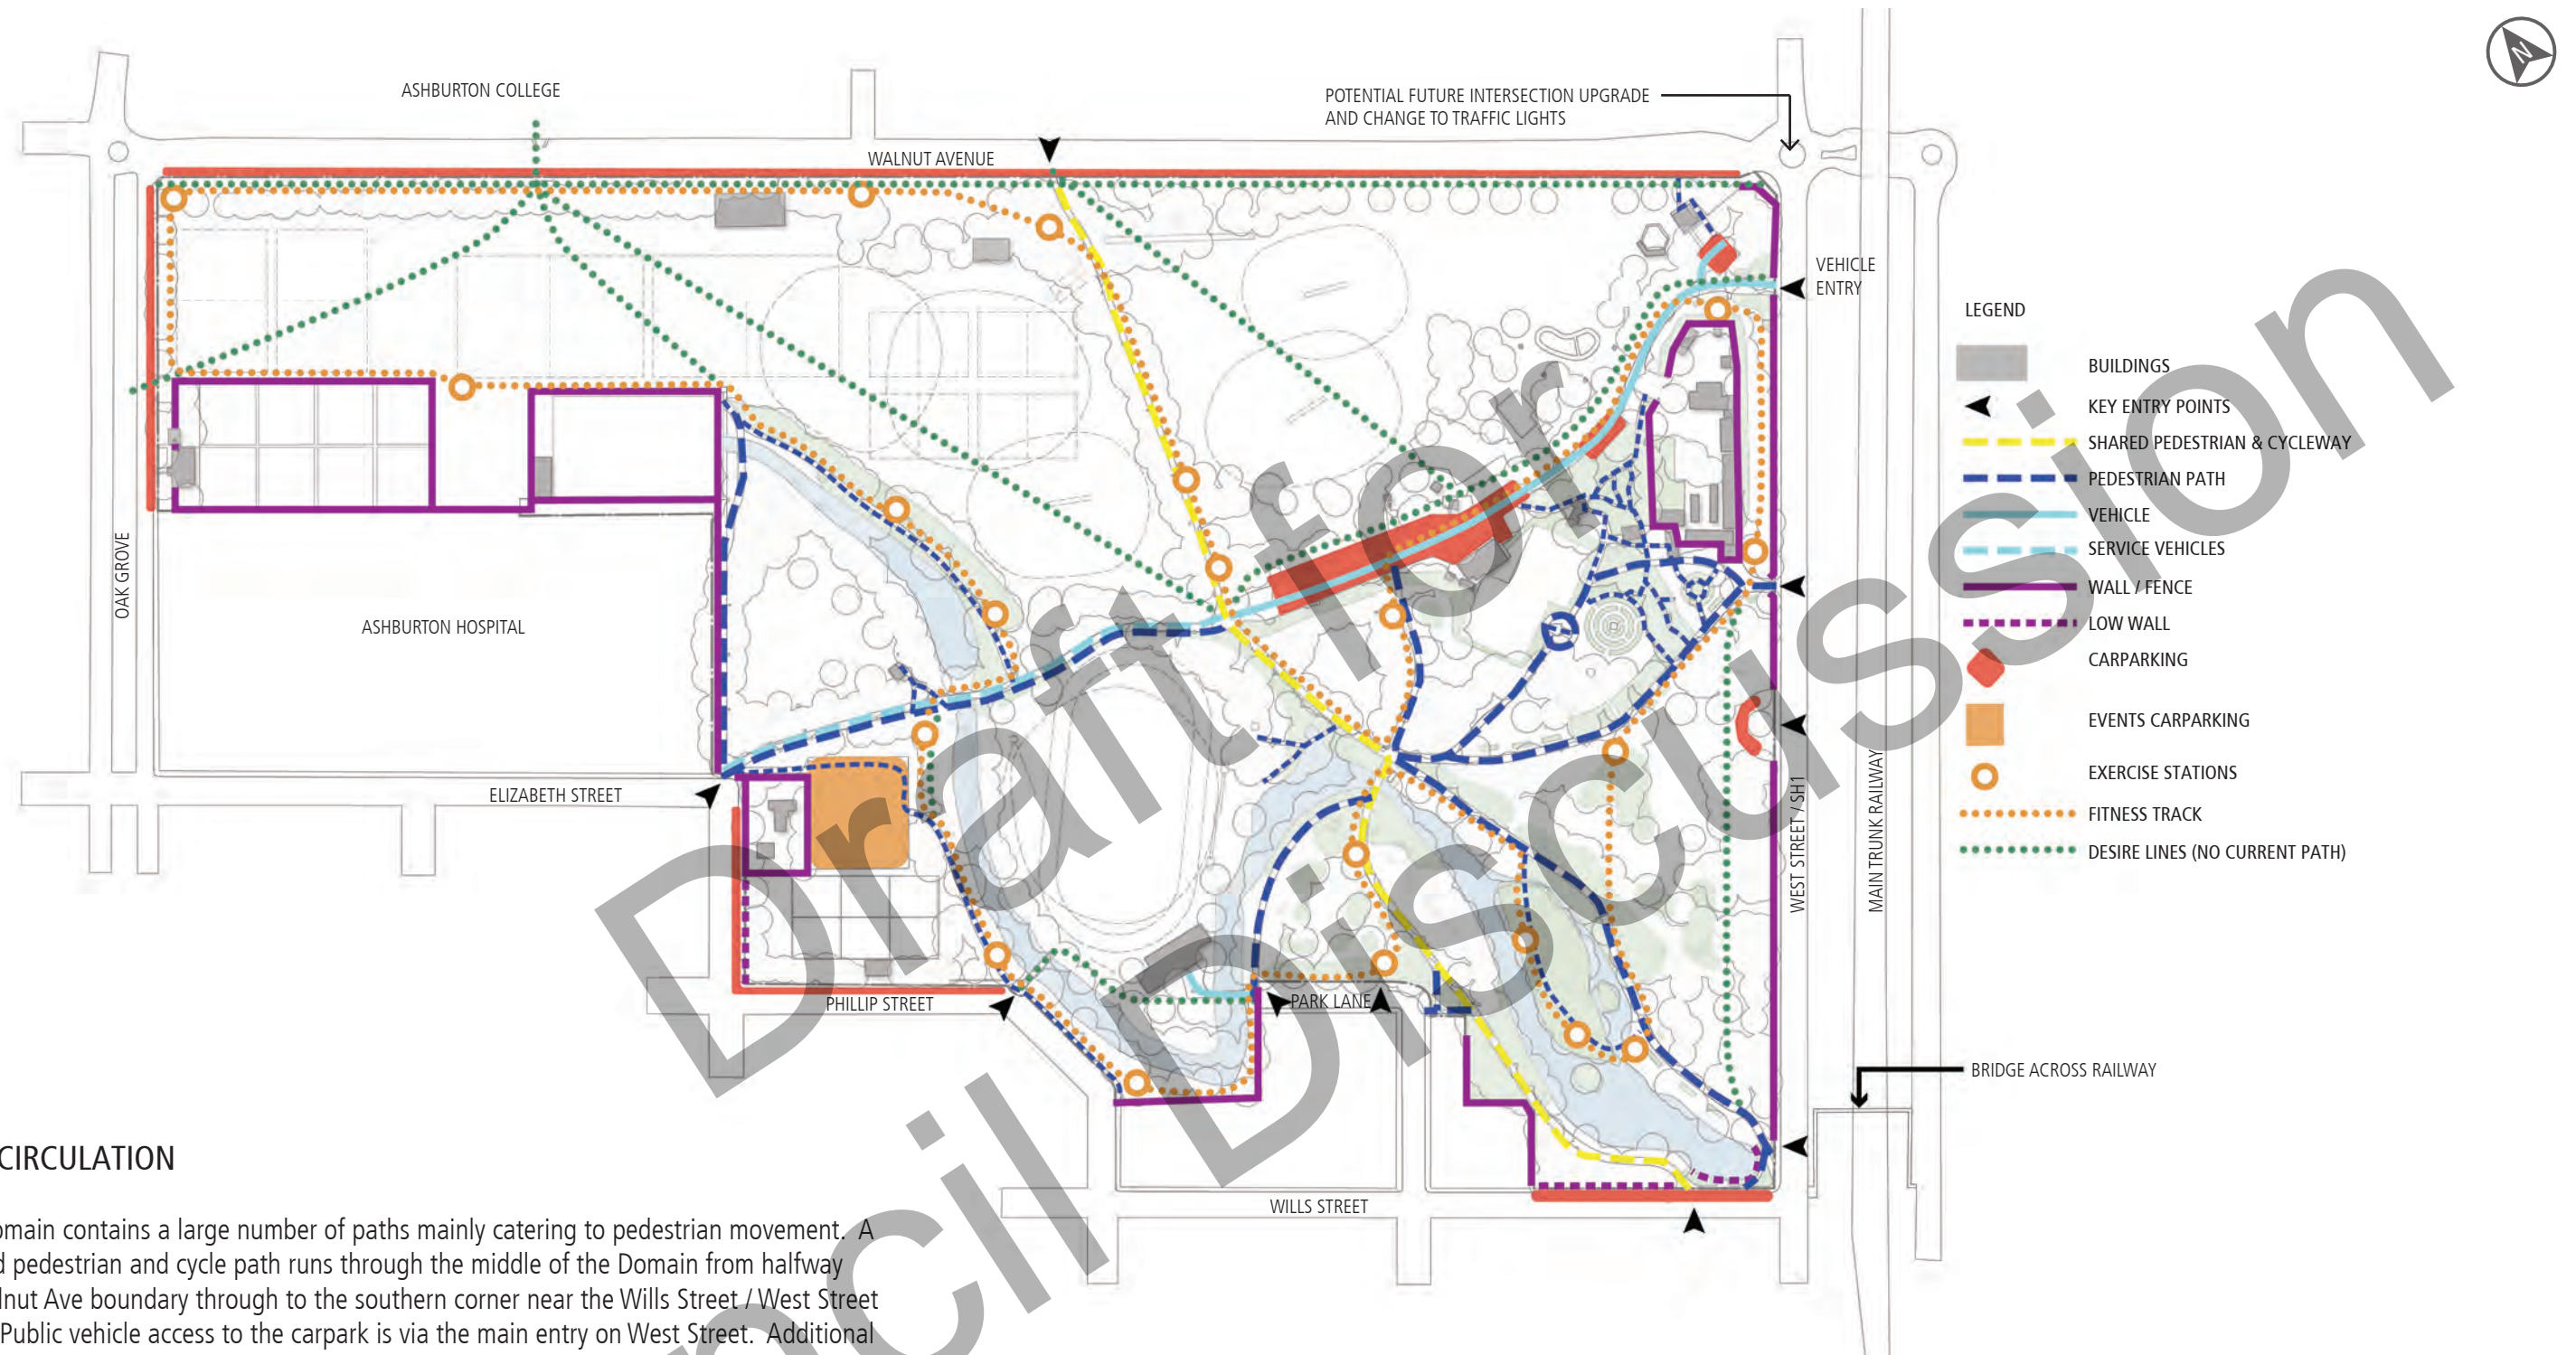 N
ASHBURTON COLLEGE
POTENTIAL FUTURE INTERSECTION UPGRADE
AND CHANGE TO TRAFFIC LIGHTS
WALNUT AVENUE
VEHICLE
ENTRY
OAK GROVE
ASHBURTON HOSPITAL
ELIZABETH STREET
PHILLIP STREET
PARK LANE
WILLS STREET
WEST STREET / SH1
MAIN TRUNK RAILWAY
BRIDGE ACROSS RAILWAY
LEGEND
BUILDINGS
KEY ENTRY POINTS
SHARED PEDESTRIAN & CYCLEWAY
PEDESTRIAN PATH
VEHICLE
SERVICE VEHICLES
WALL / FENCE
LOW WALL
CARPARKING
EVENTS CARPARKING
EXERCISE STATIONS
FITNESS TRACK
DESIRE LINES (NO CURRENT PATH)
Draft for
cil Discussion
CIRCULATION
omain contains a large number of paths mainly catering to pedestrian movement. A
d pedestrian and cycle path runs through the middle of the Domain from halfway
lnut Ave boundary through to the southern corner near the Wills Street / West Street
Public vehicle access to the carpark is via the main entry on West Street. Additional